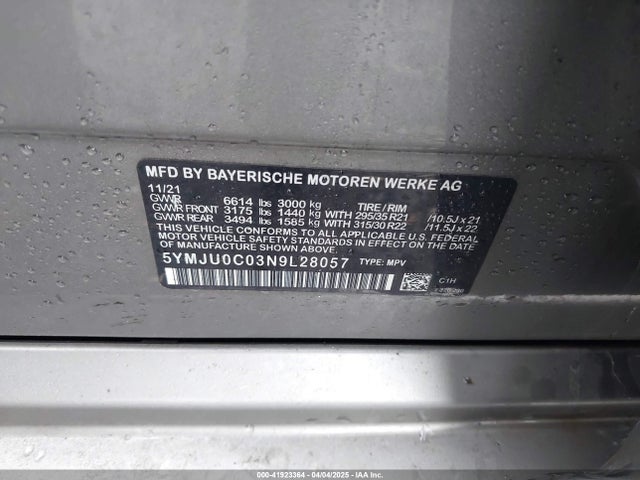 MFD BY BAYERISCHE MOTOREN WERKE AG
11/21
GVWR 6614 lbs 3000 kg TIRE/RIM
GVWR FRONT 3175 lbs 1440 kg WITH 295/35 R21 /10.5J x 21
GVWR REAR 3494 lbs 1585 kg WITH 315/30 R22 /11.5J x 22
THIS VEHICLE CONFORMS TO ALL APPLICABLE U.S. FEDERAL
MOTOR VEHICLE SAFETY STANDARDS IN EFFECT ON THE DATE OF
MANUFACTURE SHOWN ABOVE.
5YMJU0C03N9L28057 TYPE: MPV
C1H
000-41923364 - 04/04/2025 - IAAI, Inc.